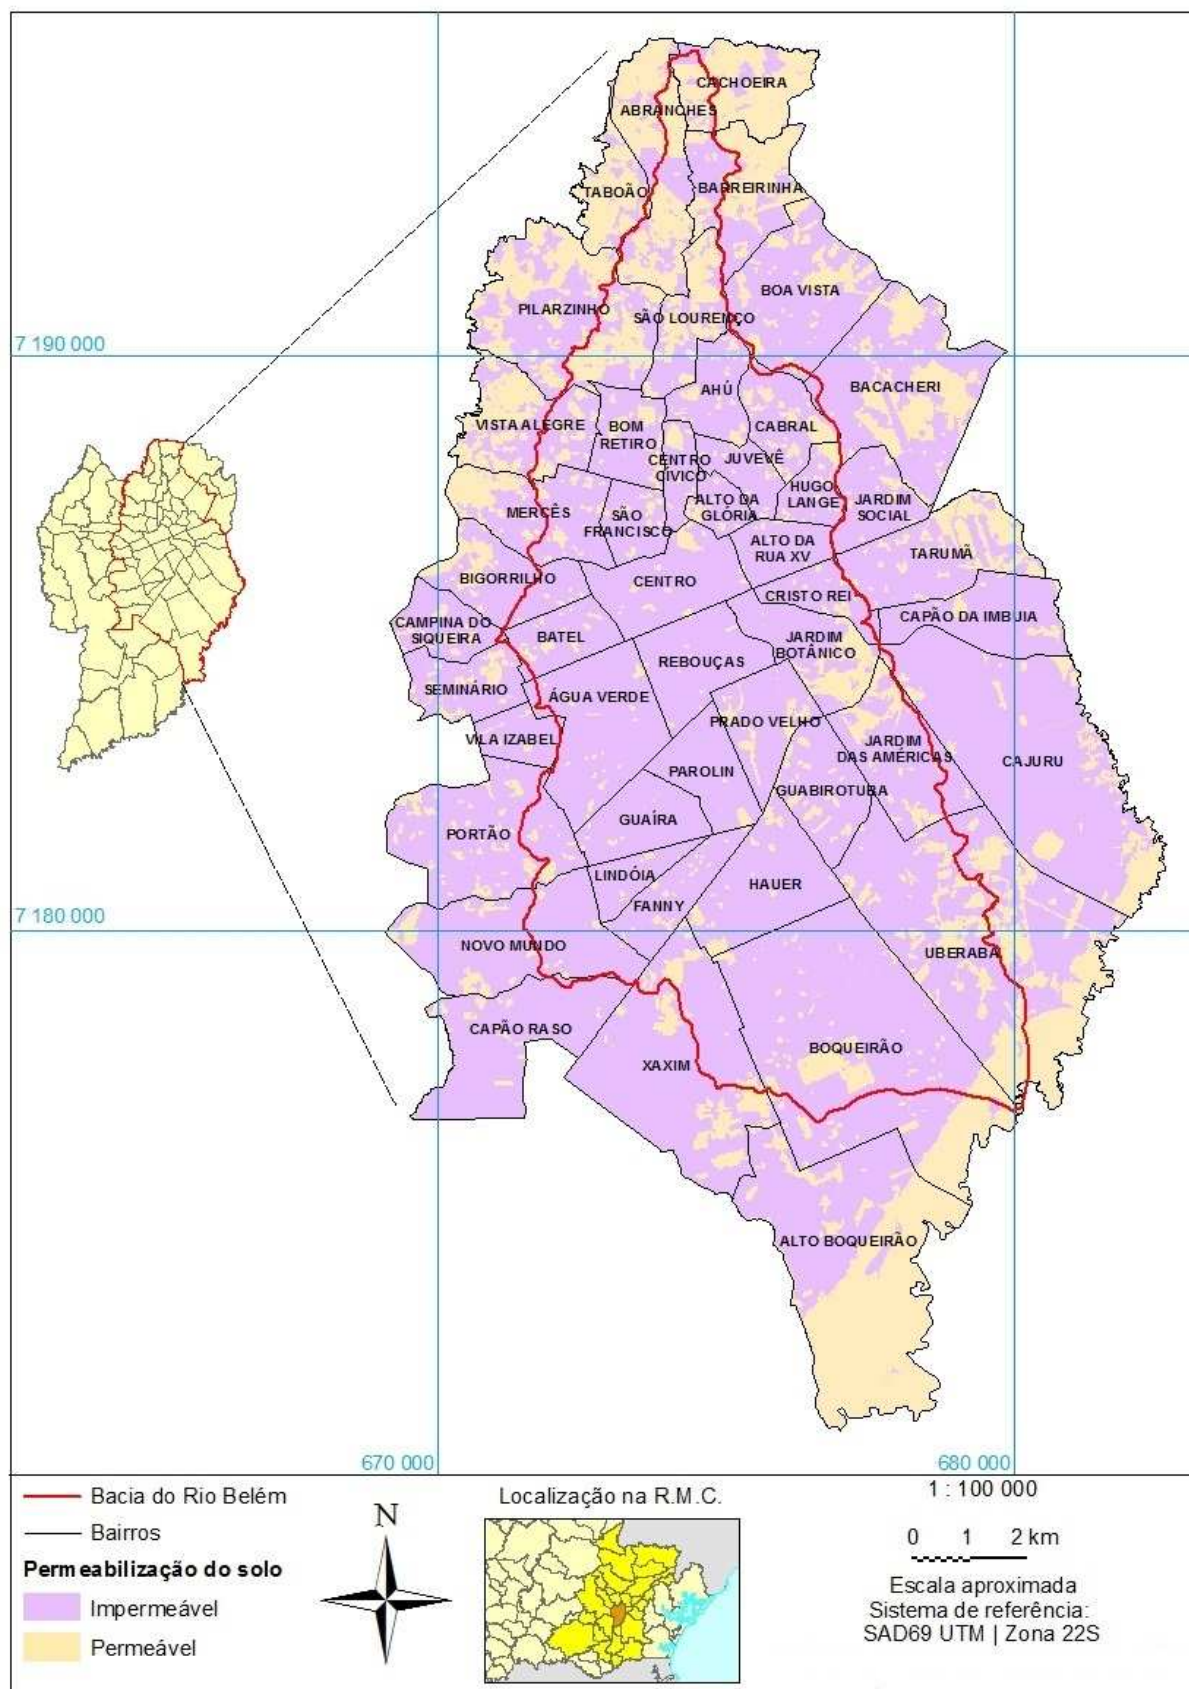 CACHOEIRA
ABRANCHES
TABOÃO
BARREIRINHA
BOA VISTA
PILARZINHO
SÃO LOURENÇO
7 190 000
AHÚ
BACACHERI
VISTA ALEGRE
BOM
RETIRO
CABRAL
CENTRO
CÍVICO
JUVEVÊ
HUGO
LANGE
ALTO DA
GLÓRIA
JARDIM
SOCIAL
MERCÊS
SÃO
FRANCISCO
ALTO DA
RUA XV
TARUMÃ
BIGORRILHO
CENTRO
CRISTO REI
CAPÃO DA IMBUIA
CAMPINA DO
SIQUEIRA
BATEL
JARDIM
BOTÂNICO
REBOUÇAS
SEMINÁRIO
ÁGUA VERDE
PRADO VELHO
VILA IZABEL
JARDIM
DAS AMÉRICAS
CAJURU
PAROLIN
GUABIROTUBA
PORTÃO
GUAÍRA
LINDÓIA
HAUER
FANNY
7 180 000
NOVO MUNDO
UBERABA
CAPÃO RASO
BOQUEIRÃO
XAXIM
ALTO BOQUEIRÃO
670 000
680 000
Bacia do Rio Belém
Bairros
Permeabilização do solo
Impermeável
Permeável
N
Localização na R.M.C.
1 : 100 000
0 1 2 km
Escala aproximada
Sistema de referência:
SAD69 UTM | Zona 22S